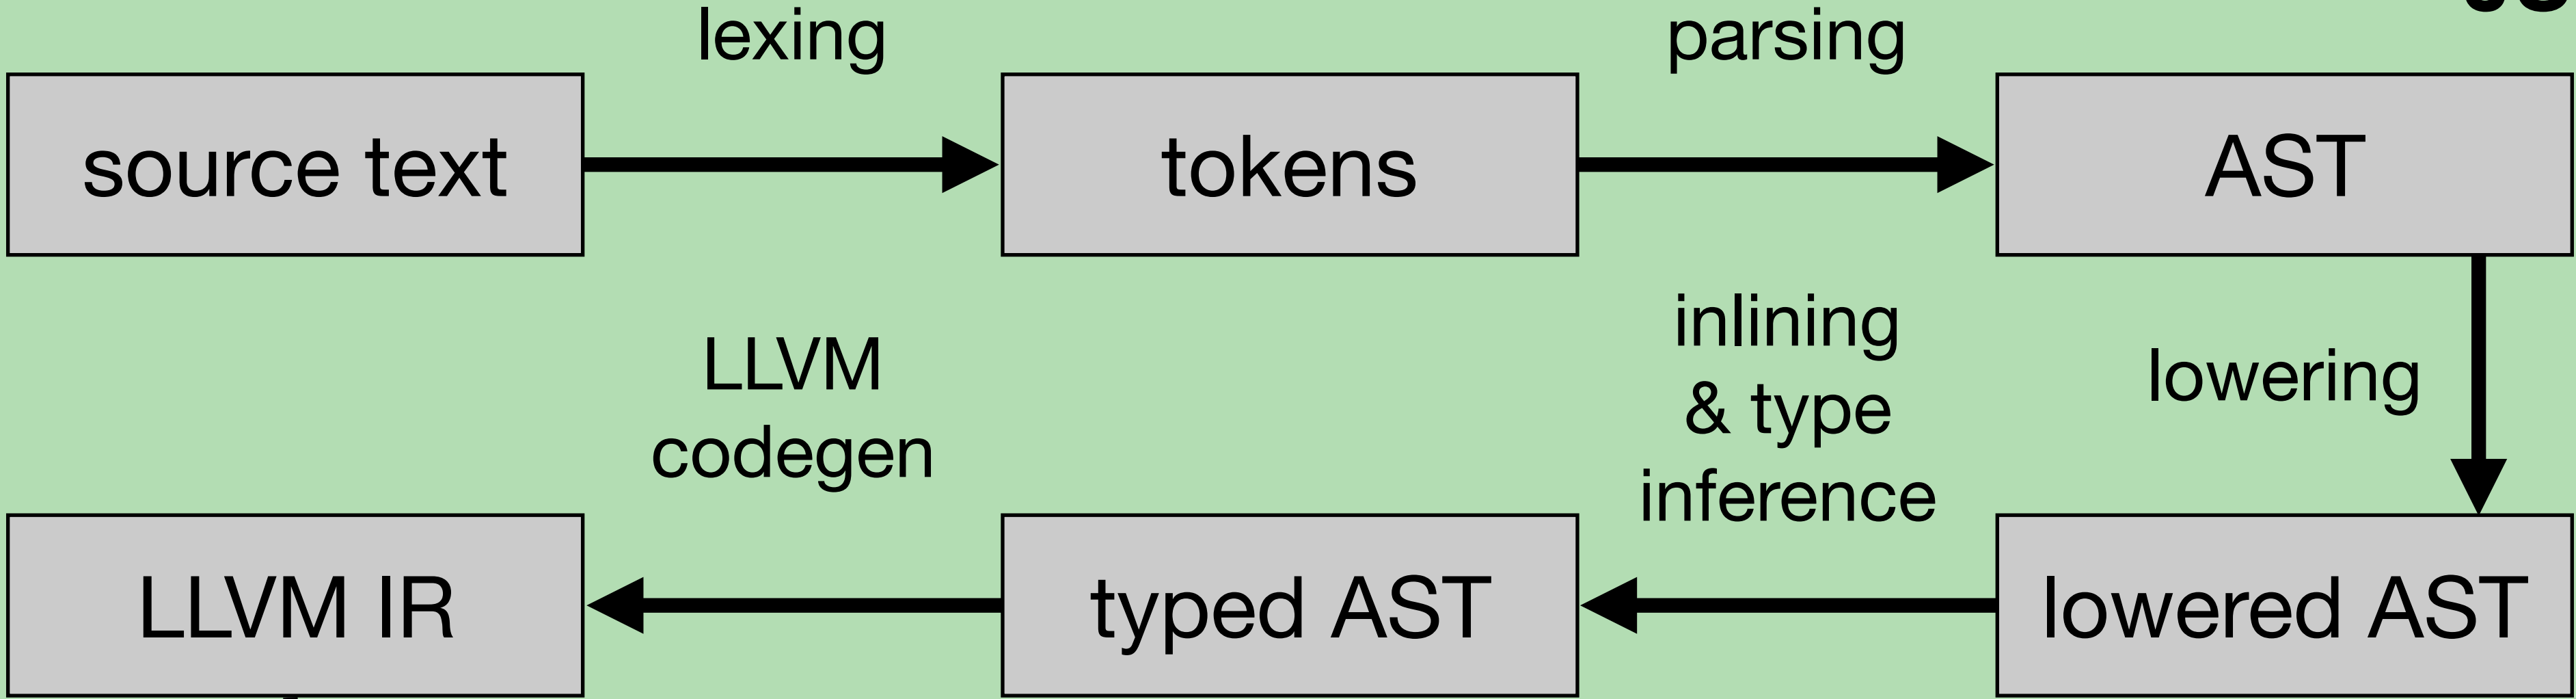 lexing
parsing
source text
tokens
AST
LLVM
codegen
inlining
& type
inference
lowering
LLVM IR
typed AST
lowered AST